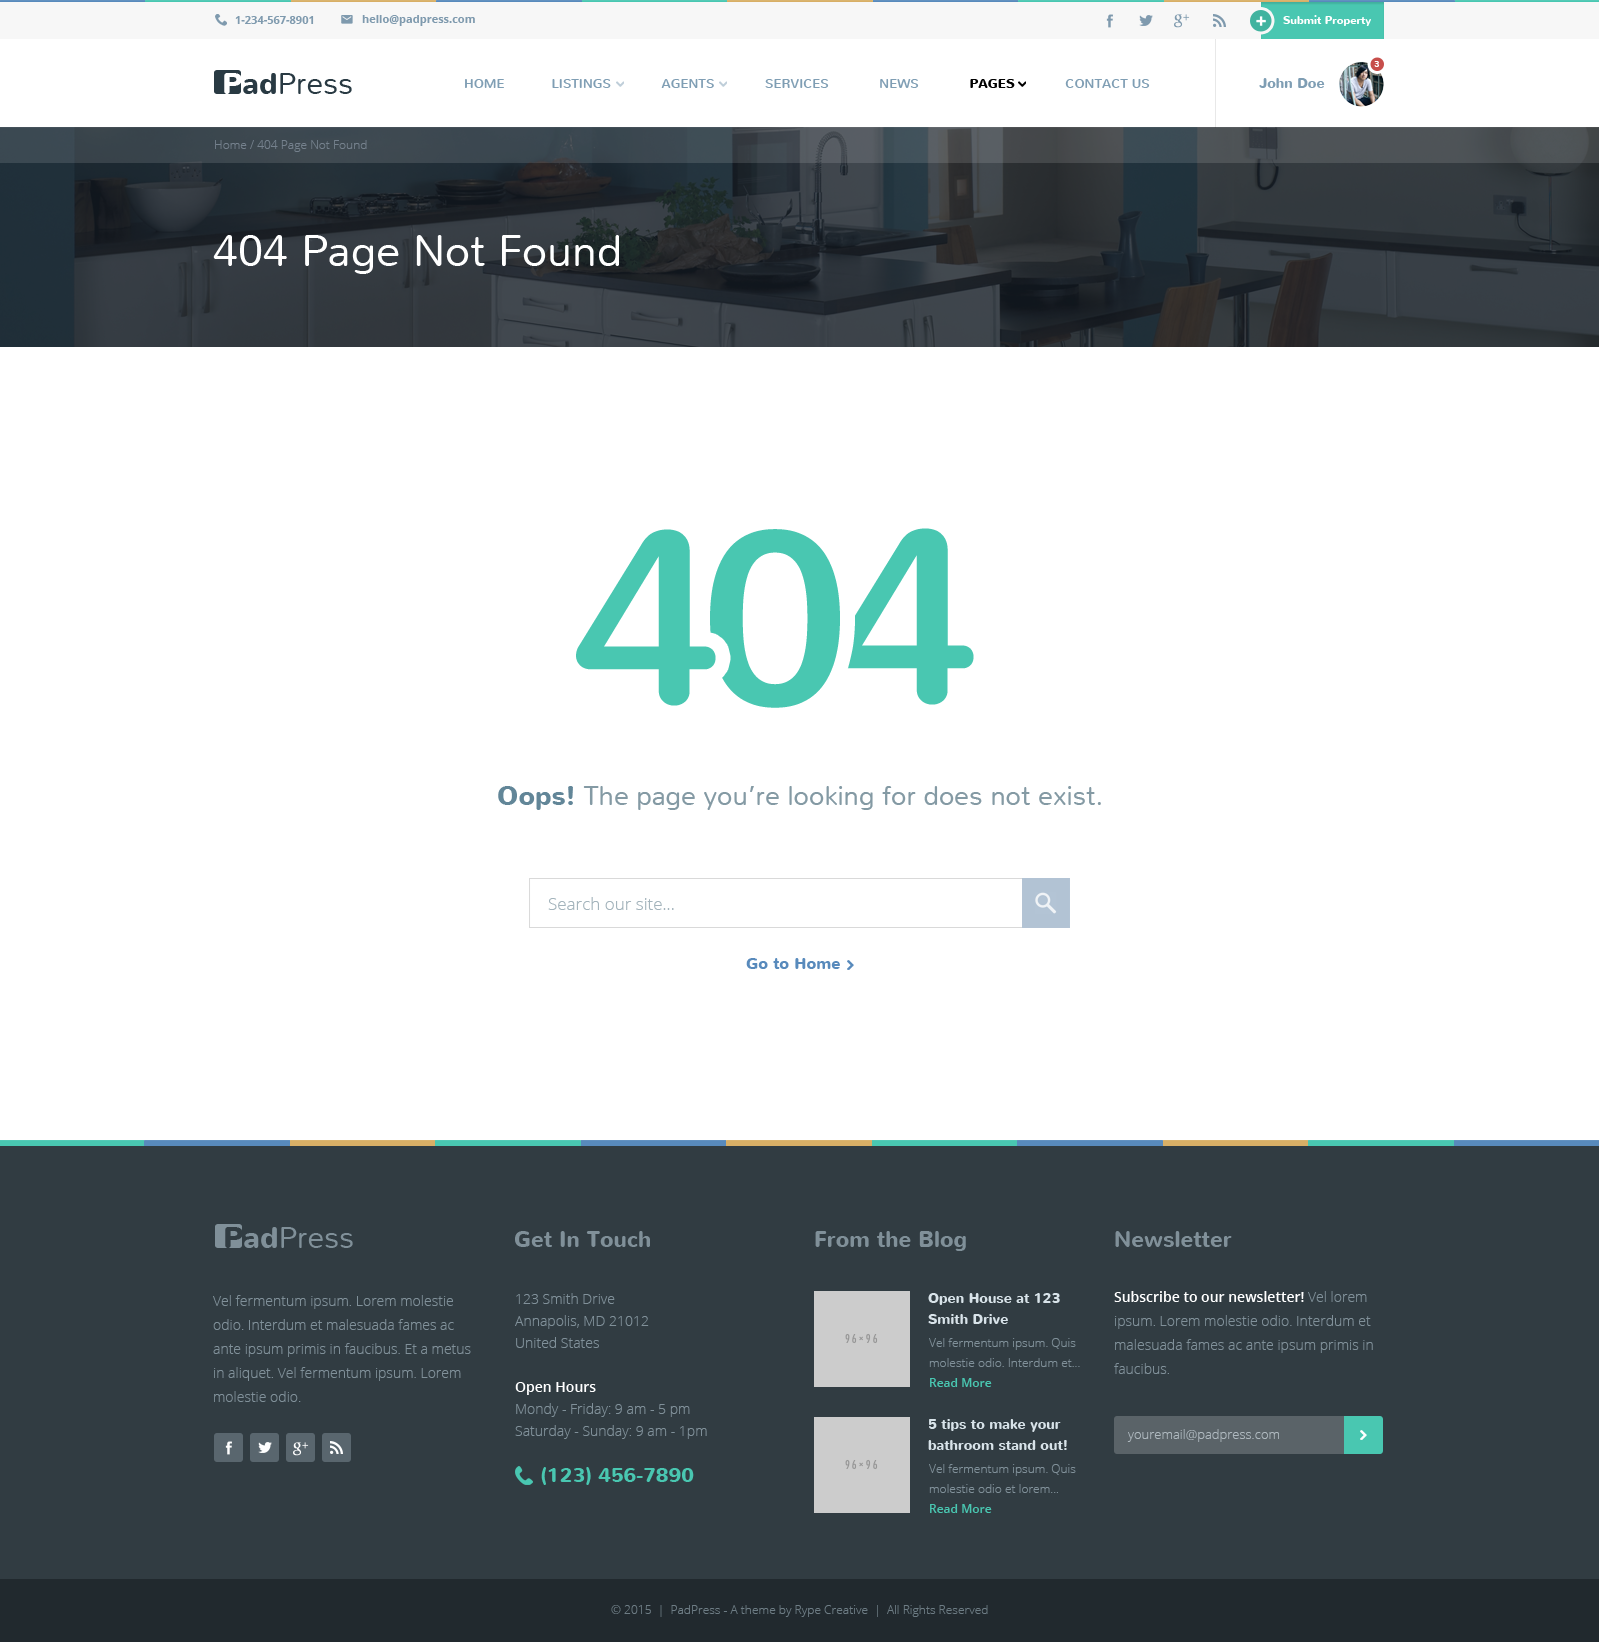 1-234-567-8901 hello@padpress.com g+ Submit Property
PadPress HOME LISTINGS AGENTS SERVICES NEWS PAGES CONTACT US John Doe 3
Home / 404 Page Not Found
404 Page Not Found
404
Oops! The page you’re looking for does not exist.
Search our site...
Go to Home
PadPress
Vel fermentum ipsum. Lorem molestie
odio. Interdum et malesuada fames ac
ante ipsum primis in faucibus. Et a metus
in aliquet. Vel fermentum ipsum. Lorem
molestie odio.
f g+
Get In Touch
123 Smith Drive
Annapolis, MD 21012
United States
Open Hours
Mondy - Friday: 9 am - 5 pm
Saturday - Sunday: 9 am - 1pm
(123) 456-7890
From the Blog
96×96
Open House at 123
Smith Drive
Vel fermentum ipsum. Quis
molestie odio. Interdum et...
Read More
96×96
5 tips to make your
bathroom stand out!
Vel fermentum ipsum. Quis
molestie odio et lorem...
Read More
Newsletter
Subscribe to our newsletter! Vel lorem
ipsum. Lorem molestie odio. Interdum et
malesuada fames ac ante ipsum primis in
faucibus.
youremail@padpress.com
© 2015 | PadPress - A theme by Rype Creative | All Rights Reserved